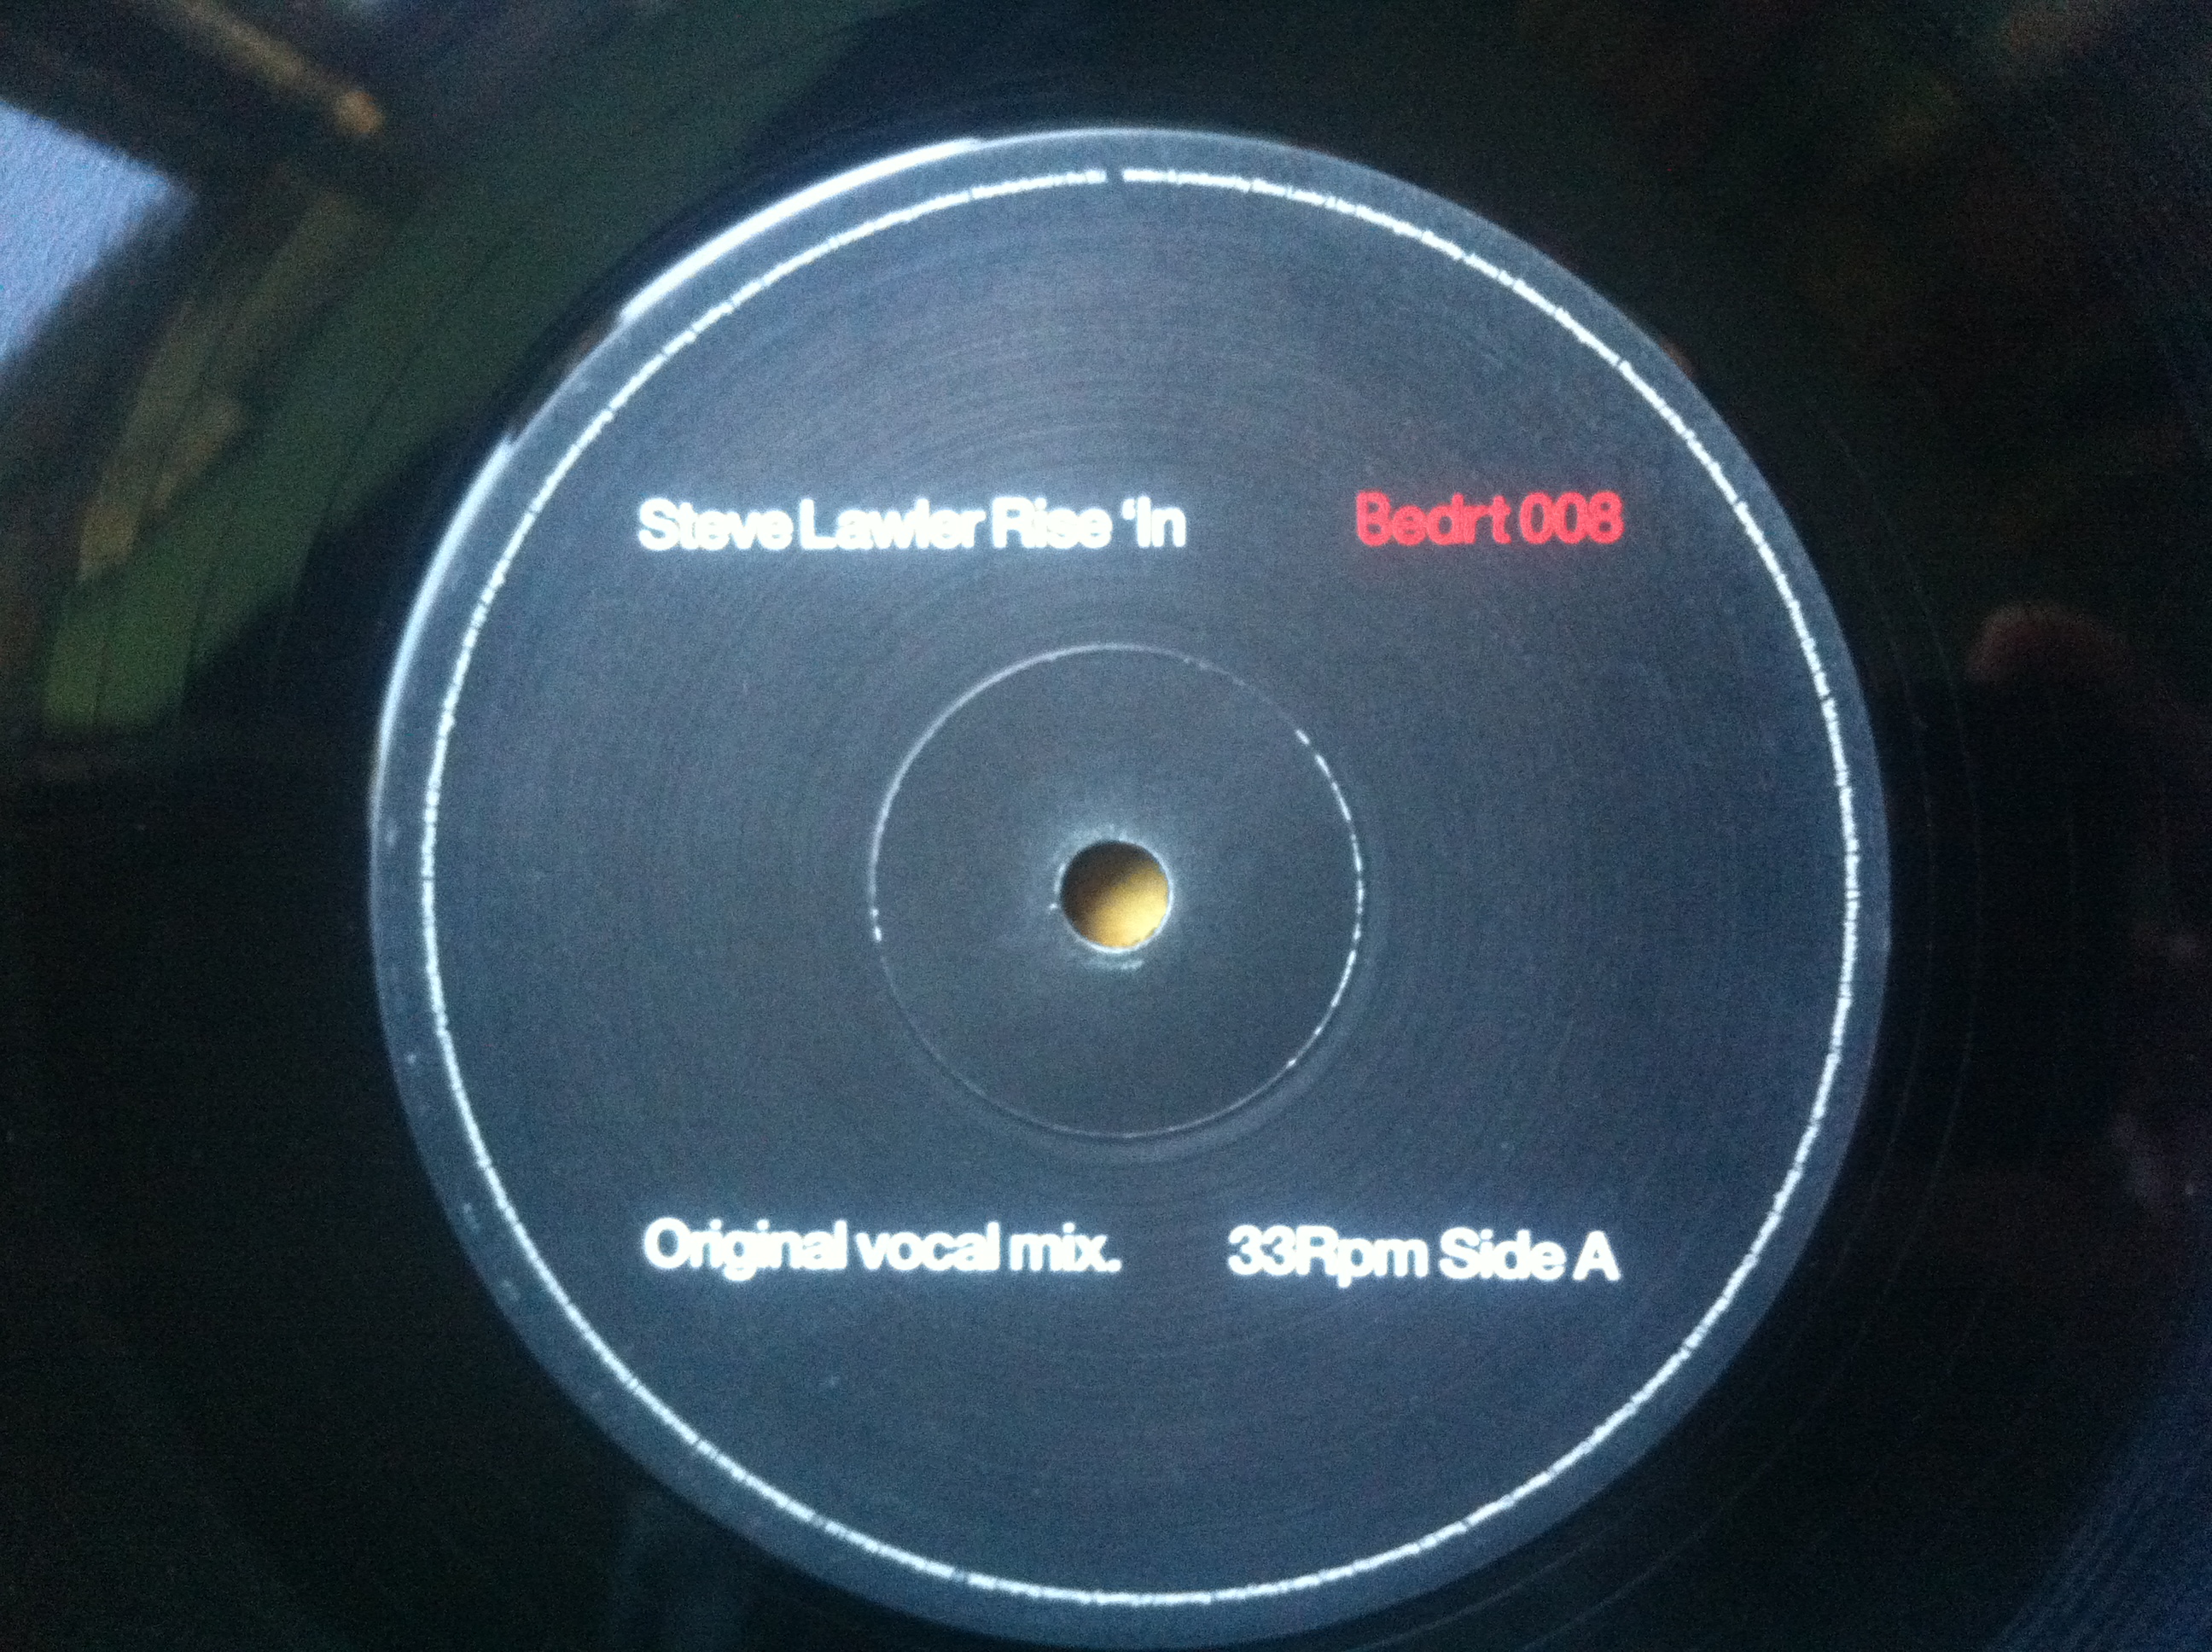 Steve Lawler Rise ‘In
Bedrt 008
Original vocal mix.
33Rpm Side A